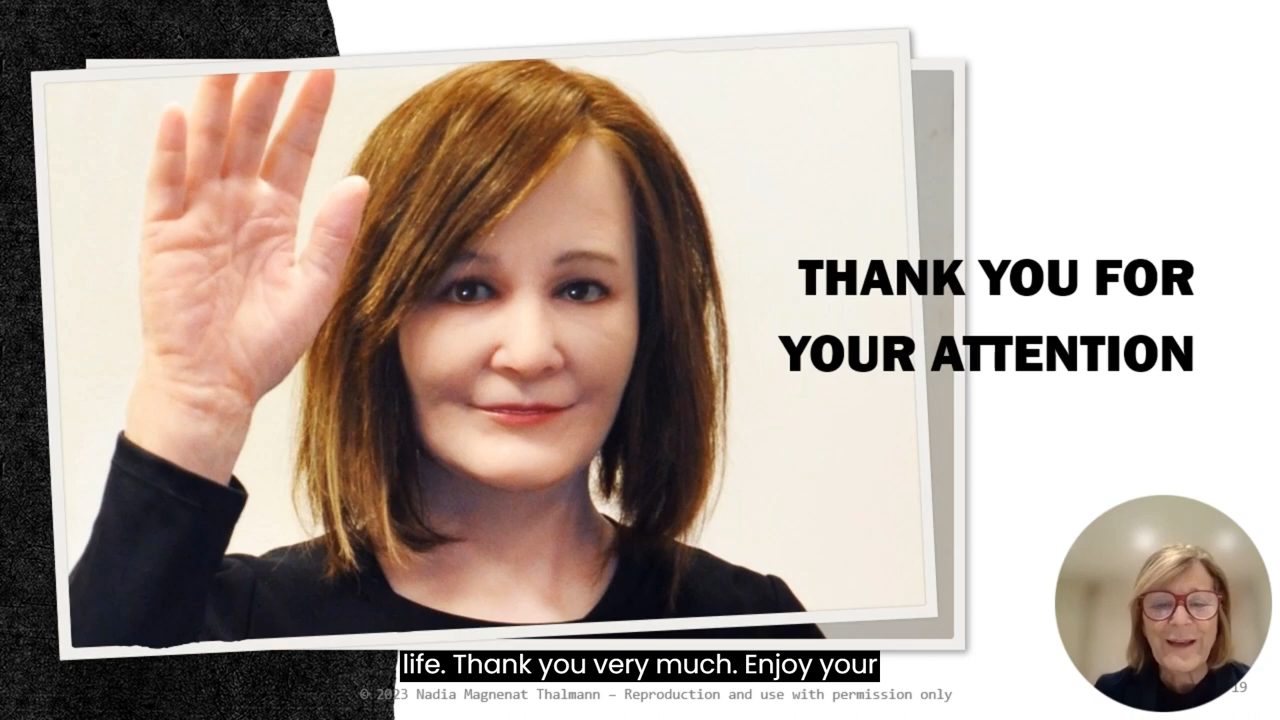 THANK YOU FOR
YOUR ATTENTION
life. Thank you very much. Enjoy your
© 2023 Nadia Magnenat Thalmann – Reproduction and use with permission only
19